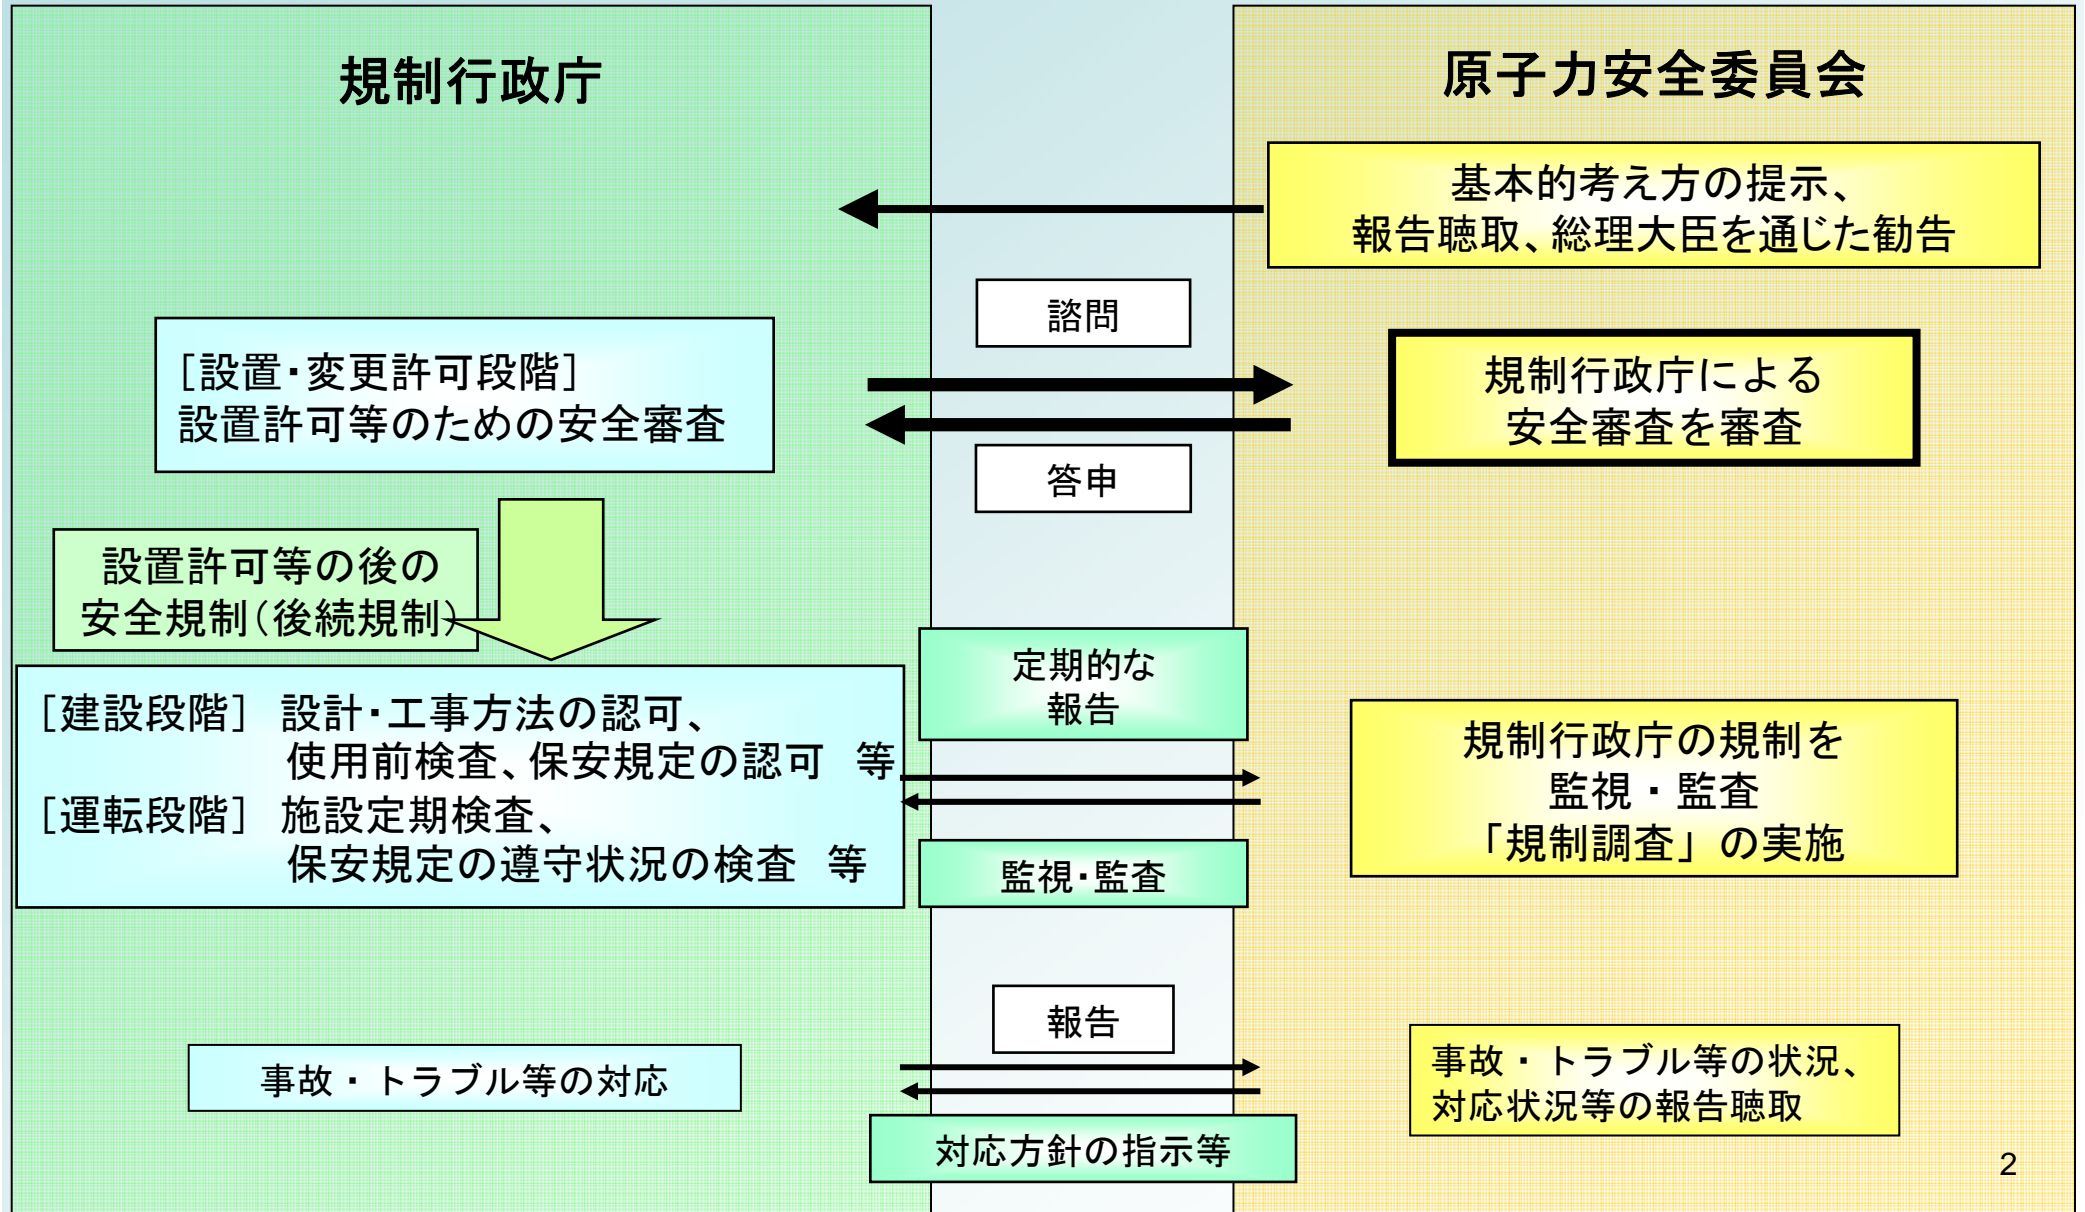 規制行政庁
原子力安全委員会
基本的考え方の提示、
報告聴取、総理大臣を通じた勧告
諮問
［設置・変更許可段階］
設置許可等のための安全審査
規制行政庁による
安全審査を審査
答申
設置許可等の後の
安全規制（後続規制）
定期的な
報告
［建設段階］ 設計・工事方法の認可、
使用前検査、保安規定の認可　等
［運転段階］ 施設定期検査、
保安規定の遵守状況の検査　等
規制行政庁の規制を
監視・監査
「規制調査」の実施
監視・監査
報告
事故・トラブル等の対応
事故・トラブル等の状況、
対応状況等の報告聴取
対応方針の指示等
2